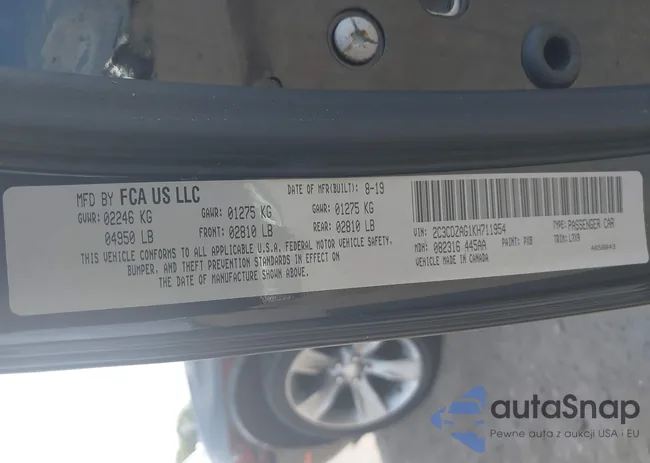 MFD BY FCA US LLC
DATE OF MFR(BUILT): 8-19
GVWR: 02246 KG GAWR: 01275 KG GAWR: 01275 KG
04950 LB FRONT: 02810 LB REAR: 02810 LB
THIS VEHICLE CONFORMS TO ALL APPLICABLE U.S.A. FEDERAL MOTOR VEHICLE SAFETY,
BUMPER, AND THEFT PREVENTION STANDARDS IN EFFECT ON
THE DATE OF MANUFACTURE SHOWN ABOVE.
VIN: 2C3CDZAG1KH711954 TYPE: PASSENGER CAR
MDH: 082316 445AA PAINT: PXB TRIM: LTX9
VEHICLE MADE IN CANADA
autaSnap
Pewne auta z aukcji USA i EU